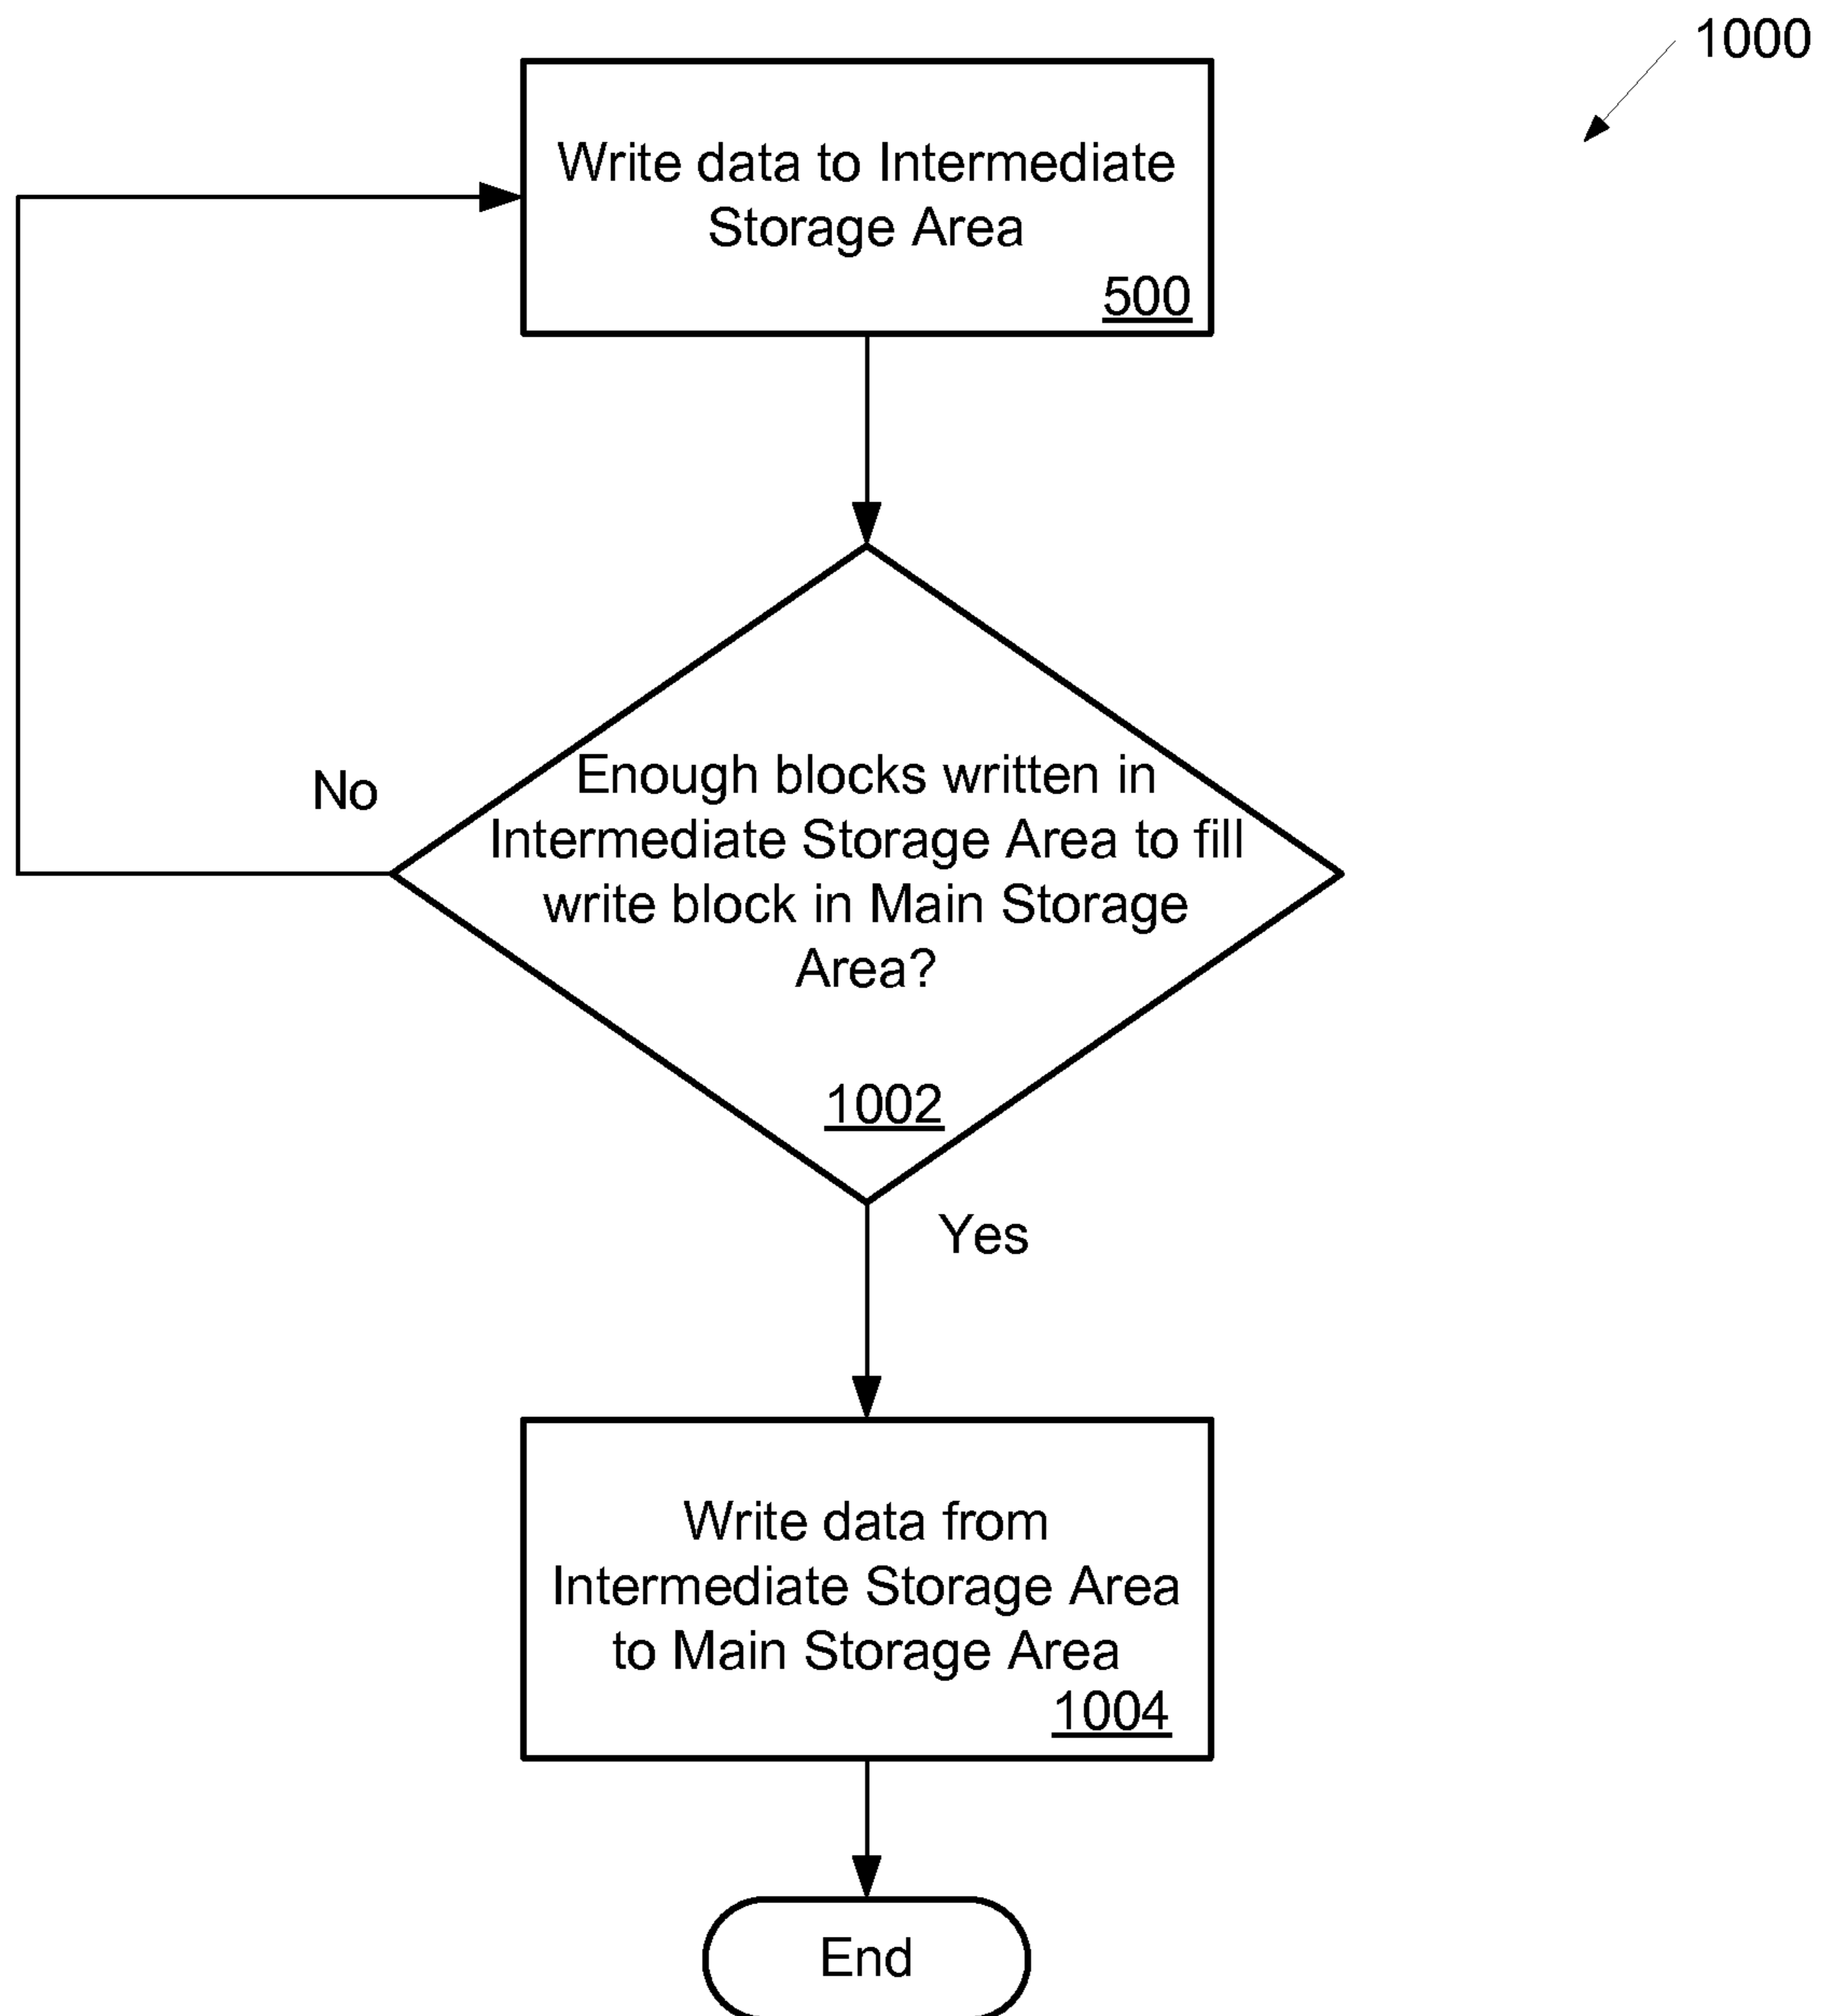 1000
Write data to Intermediate
Storage Area
500
Enough blocks written in
Intermediate Storage Area to fill
write block in Main Storage
Area?
No
1002
Yes
Write data from
Intermediate Storage Area
to Main Storage Area
1004
End